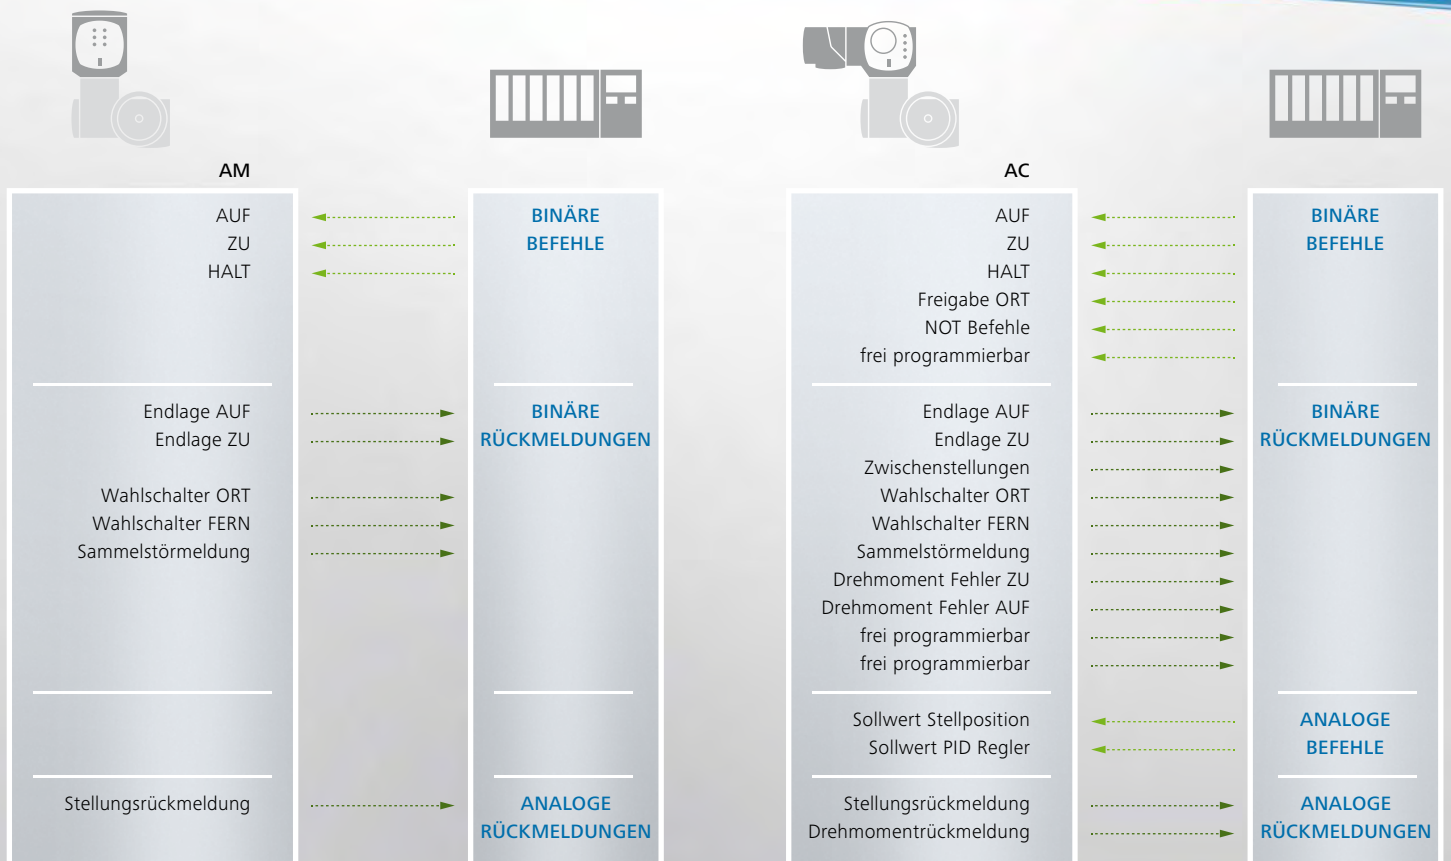 AM
AUF
ZU
HALT
BINÄRE
BEFEHLE
Endlage AUF
Endlage ZU
Wahlschalter ORT
Wahlschalter FERN
Sammelstörmeldung
BINÄRE
RÜCKMELDUNGEN
Stellungsrückmeldung
ANALOGE
RÜCKMELDUNGEN
AC
AUF
ZU
HALT
Freigabe ORT
NOT Befehle
frei programmierbar
BINÄRE
BEFEHLE
Endlage AUF
Endlage ZU
Zwischenstellungen
Wahlschalter ORT
Wahlschalter FERN
Sammelstörmeldung
Drehmoment Fehler ZU
Drehmoment Fehler AUF
frei programmierbar
frei programmierbar
BINÄRE
RÜCKMELDUNGEN
Sollwert Stellposition
Sollwert PID Regler
ANALOGE
BEFEHLE
Stellungsrückmeldung
Drehmomentrückmeldung
ANALOGE
RÜCKMELDUNGEN